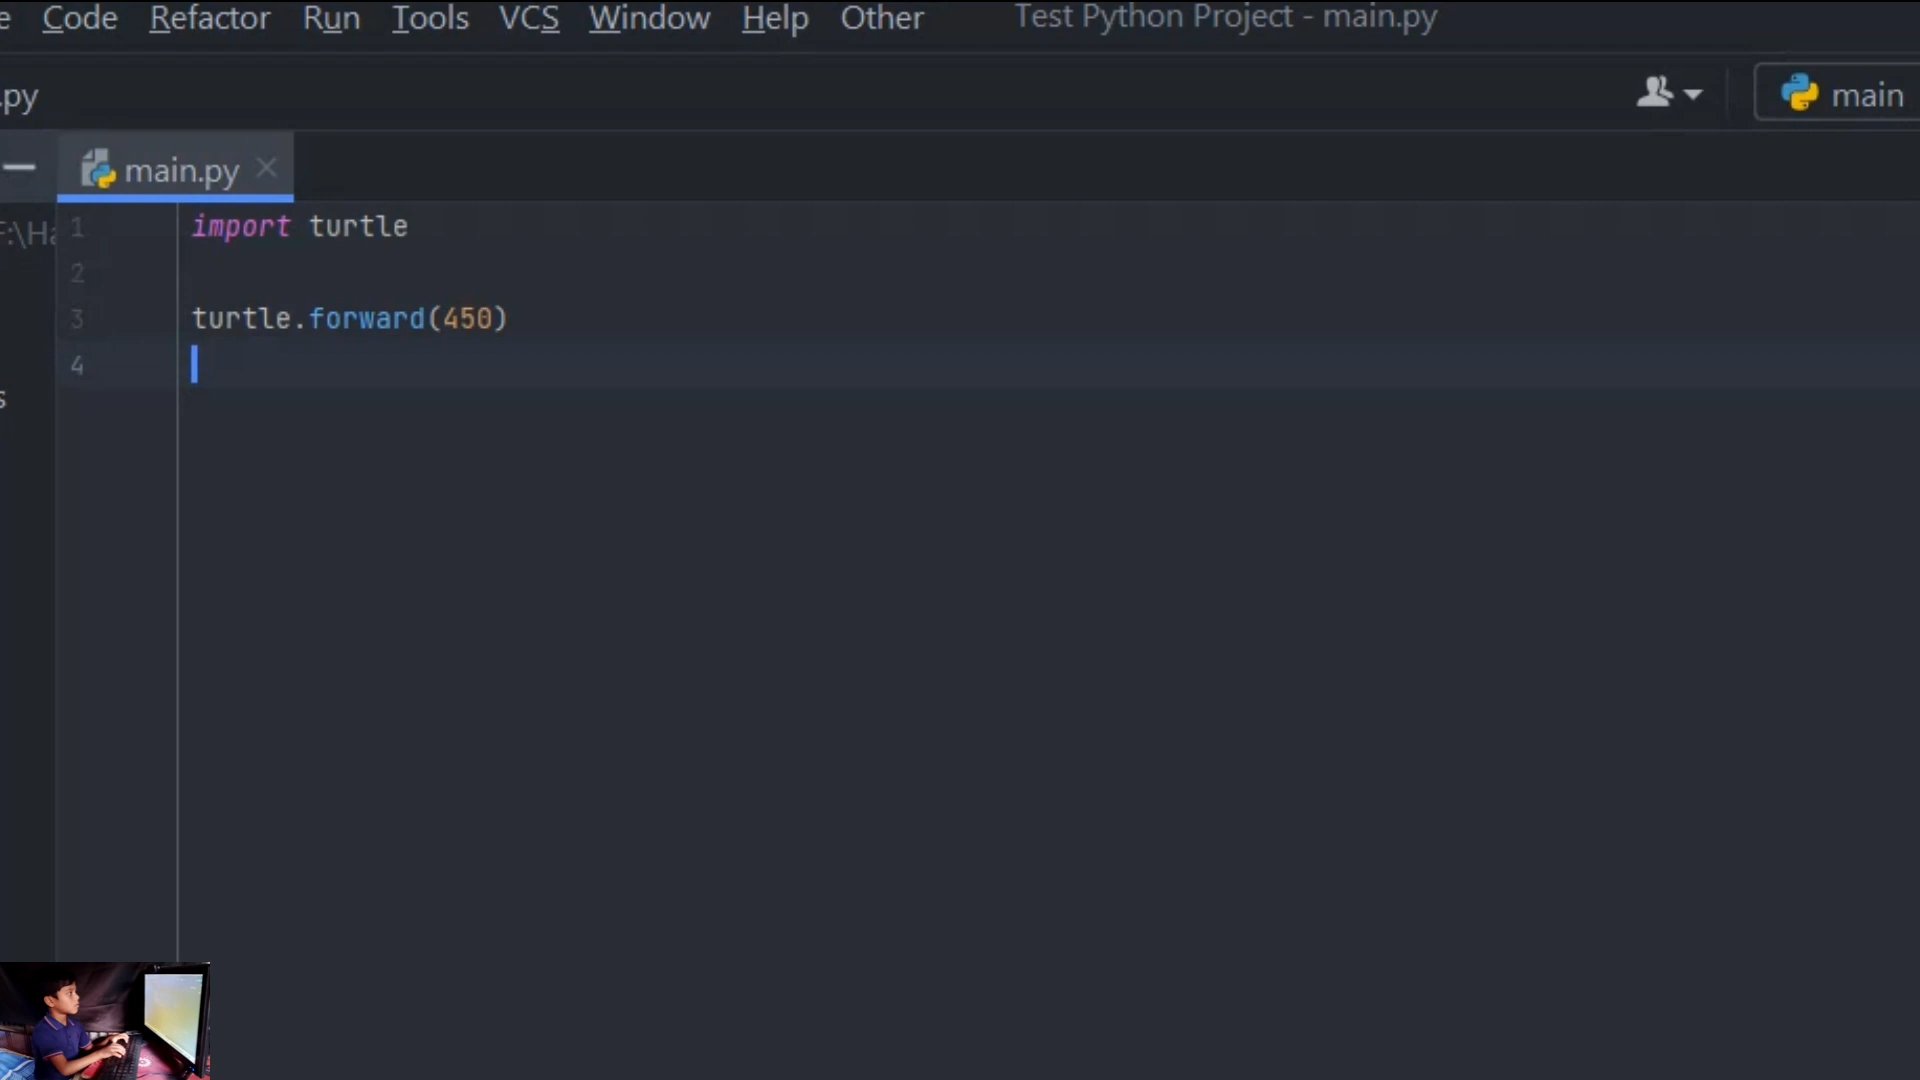 Code Refactor Run Tools VCS Window Help Other Test Python Project - main.py
.py
main
main.py
F:\Ha
1 import turtle
2
3 turtle.forward(450)
4
s